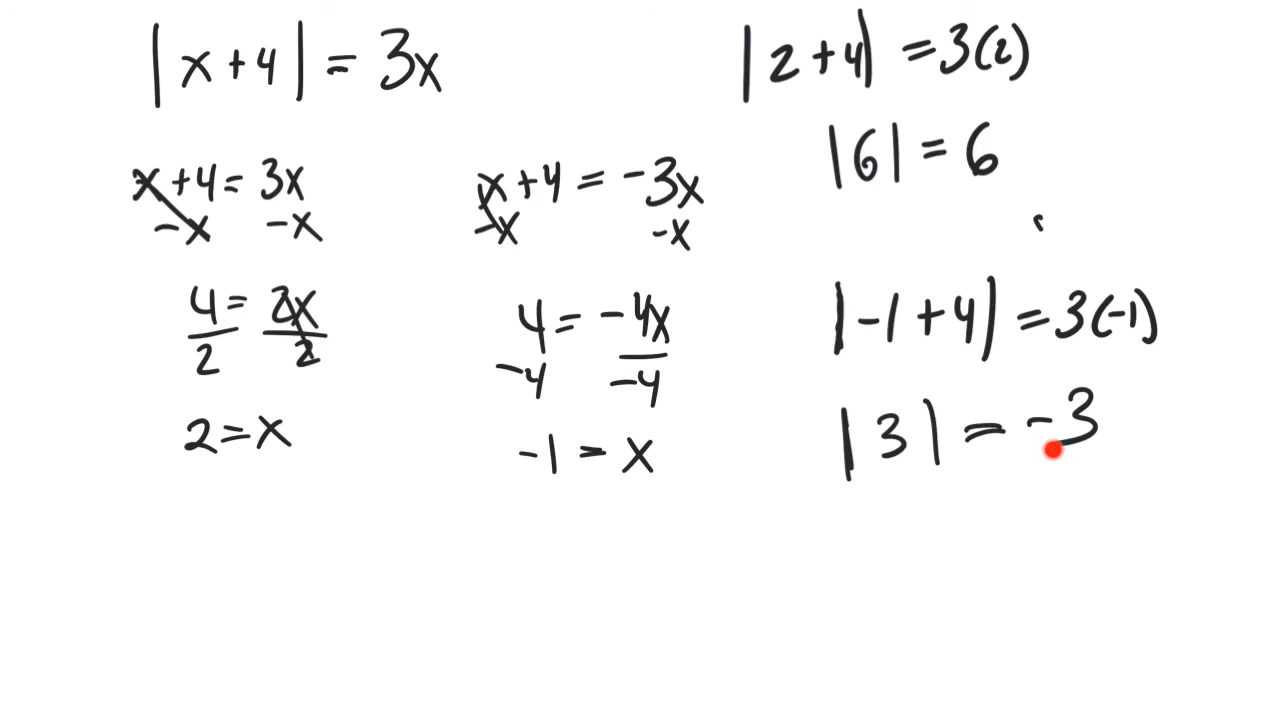 |x+4| = 3x
x+4 = 3x
-x -x
4 = 2x
2 2
2 = x
x+4 = -3x
-x -x
4 = -4x
-4 -4
-1 = x
|2+4| = 3(2)
|6| = 6
|-1+4| = 3(-1)
|3| = -3